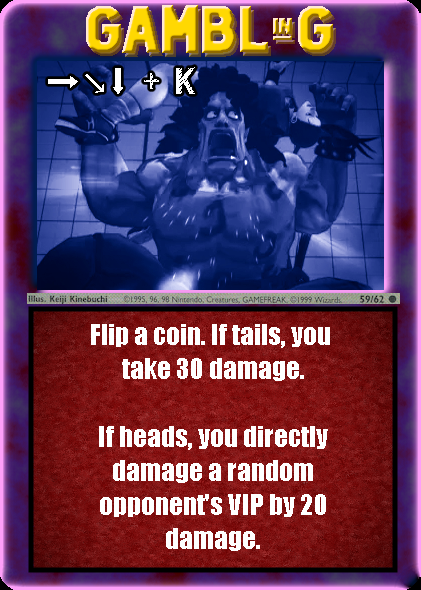 GAMBLING
→↘↓ + K
Illus. Keiji Kinebuchi ©1995, 96, 98 Nintendo, Creatures, GAMEFREAK. ©1999 Wizards. 59/62 ●
Flip a coin. If tails, you
take 30 damage.
If heads, you directly
damage a random
opponent's VIP by 20
damage.